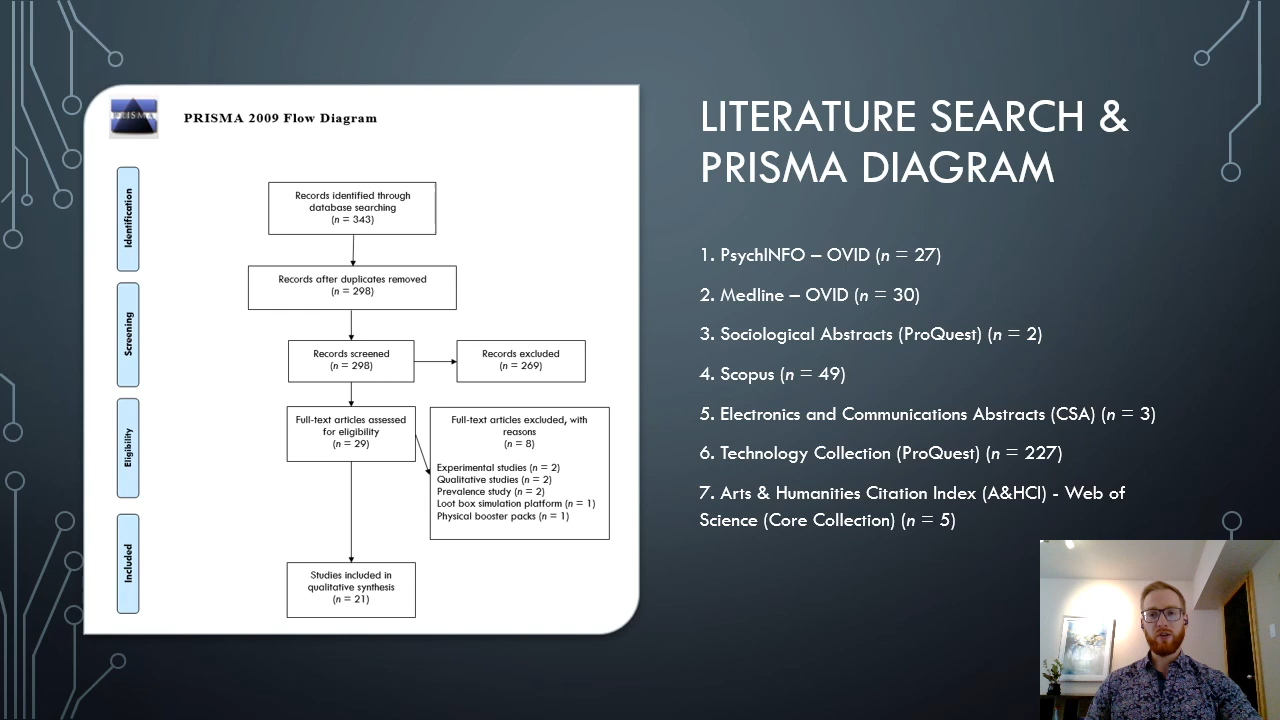 PRISMA
PRISMA 2009 Flow Diagram
Identification
Records identified through
database searching
(n = 343)
Records after duplicates removed
(n = 298)
Screening
Records screened
(n = 298)
Records excluded
(n = 269)
Eligibility
Full-text articles assessed
for eligibility
(n = 29)
Full-text articles excluded, with
reasons
(n = 8)
Experimental studies (n = 2)
Qualitative studies (n = 2)
Prevalence study (n = 2)
Loot box simulation platform (n = 1)
Physical booster packs (n = 1)
Included
Studies included in
qualitative synthesis
(n = 21)
LITERATURE SEARCH &
PRISMA DIAGRAM
1. PsychINFO – OVID (n = 27)
2. Medline – OVID (n = 30)
3. Sociological Abstracts (ProQuest) (n = 2)
4. Scopus (n = 49)
5. Electronics and Communications Abstracts (CSA) (n = 3)
6. Technology Collection (ProQuest) (n = 227)
7. Arts & Humanities Citation Index (A&HCI) - Web of
Science (Core Collection) (n = 5)